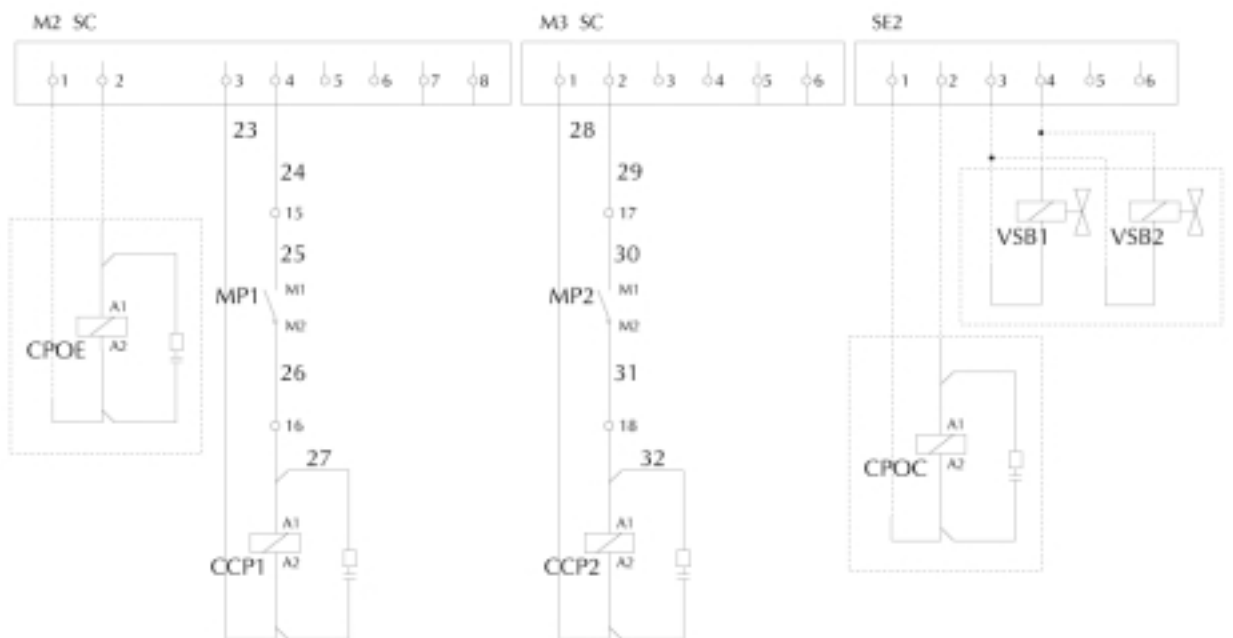 M2 SC M3 SC SE2
1 2 3 4 5 6 7 8 1 2 3 4 5 6 1 2 3 4 5 6
23 28
24 29
15 17
VSB1 VSB2
25 30
MP1 M1 MP2 M1
A1
M2 M2
CPOE A2
26 31
16 18 A1
27 32 CPOC A2
A1 A1
CCP1 A2 CCP2 A2